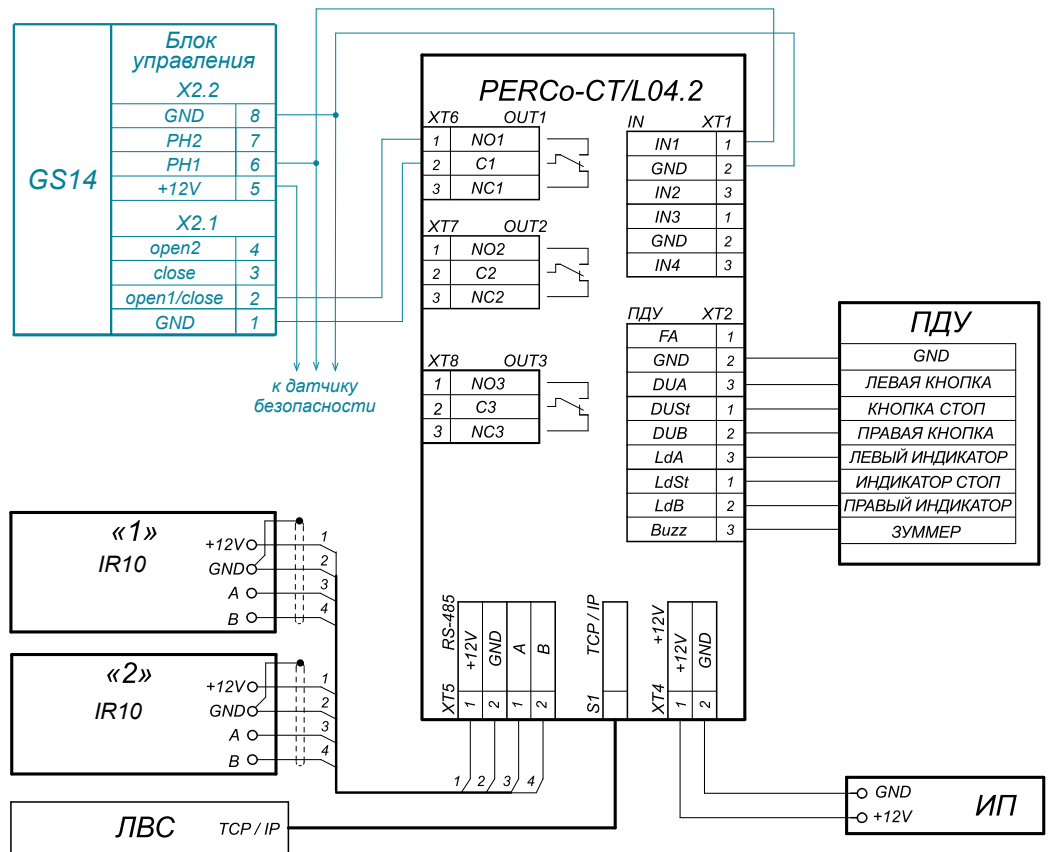 GS14
Блок
управления
X2.2
GND 8
PH2 7
PH1 6
+12V 5
X2.1
open2 4
close 3
open1/close 2
GND 1
к датчику
безопасности
PERCo-CT/L04.2
XT6 OUT1
1 NO1
2 C1
3 NC1
XT7 OUT2
1 NO2
2 C2
3 NC2
XT8 OUT3
1 NO3
2 C3
3 NC3
IN XT1
IN1 1
GND 2
IN2 3
IN3 1
GND 2
IN4 3
ПДУ XT2
FA 1
GND 2
DUA 3
DUSt 1
DUB 2
LdA 3
LdSt 1
LdB 2
Buzz 3
ПДУ
GND
ЛЕВАЯ КНОПКА
КНОПКА СТОП
ПРАВАЯ КНОПКА
ЛЕВЫЙ ИНДИКАТОР
ИНДИКАТОР СТОП
ПРАВЫЙ ИНДИКАТОР
ЗУММЕР
«1»
IR10
+12V 1
GND 2
A 3
B 4
«2»
IR10
+12V 1
GND 2
A 3
B 4
XT5 RS-485
1 +12V
2 GND
1 A
2 B
1 2 3 4
S1 TCP / IP
XT4 +12V
1 +12V
2 GND
ЛВС TCP / IP
ИП
GND
+12V